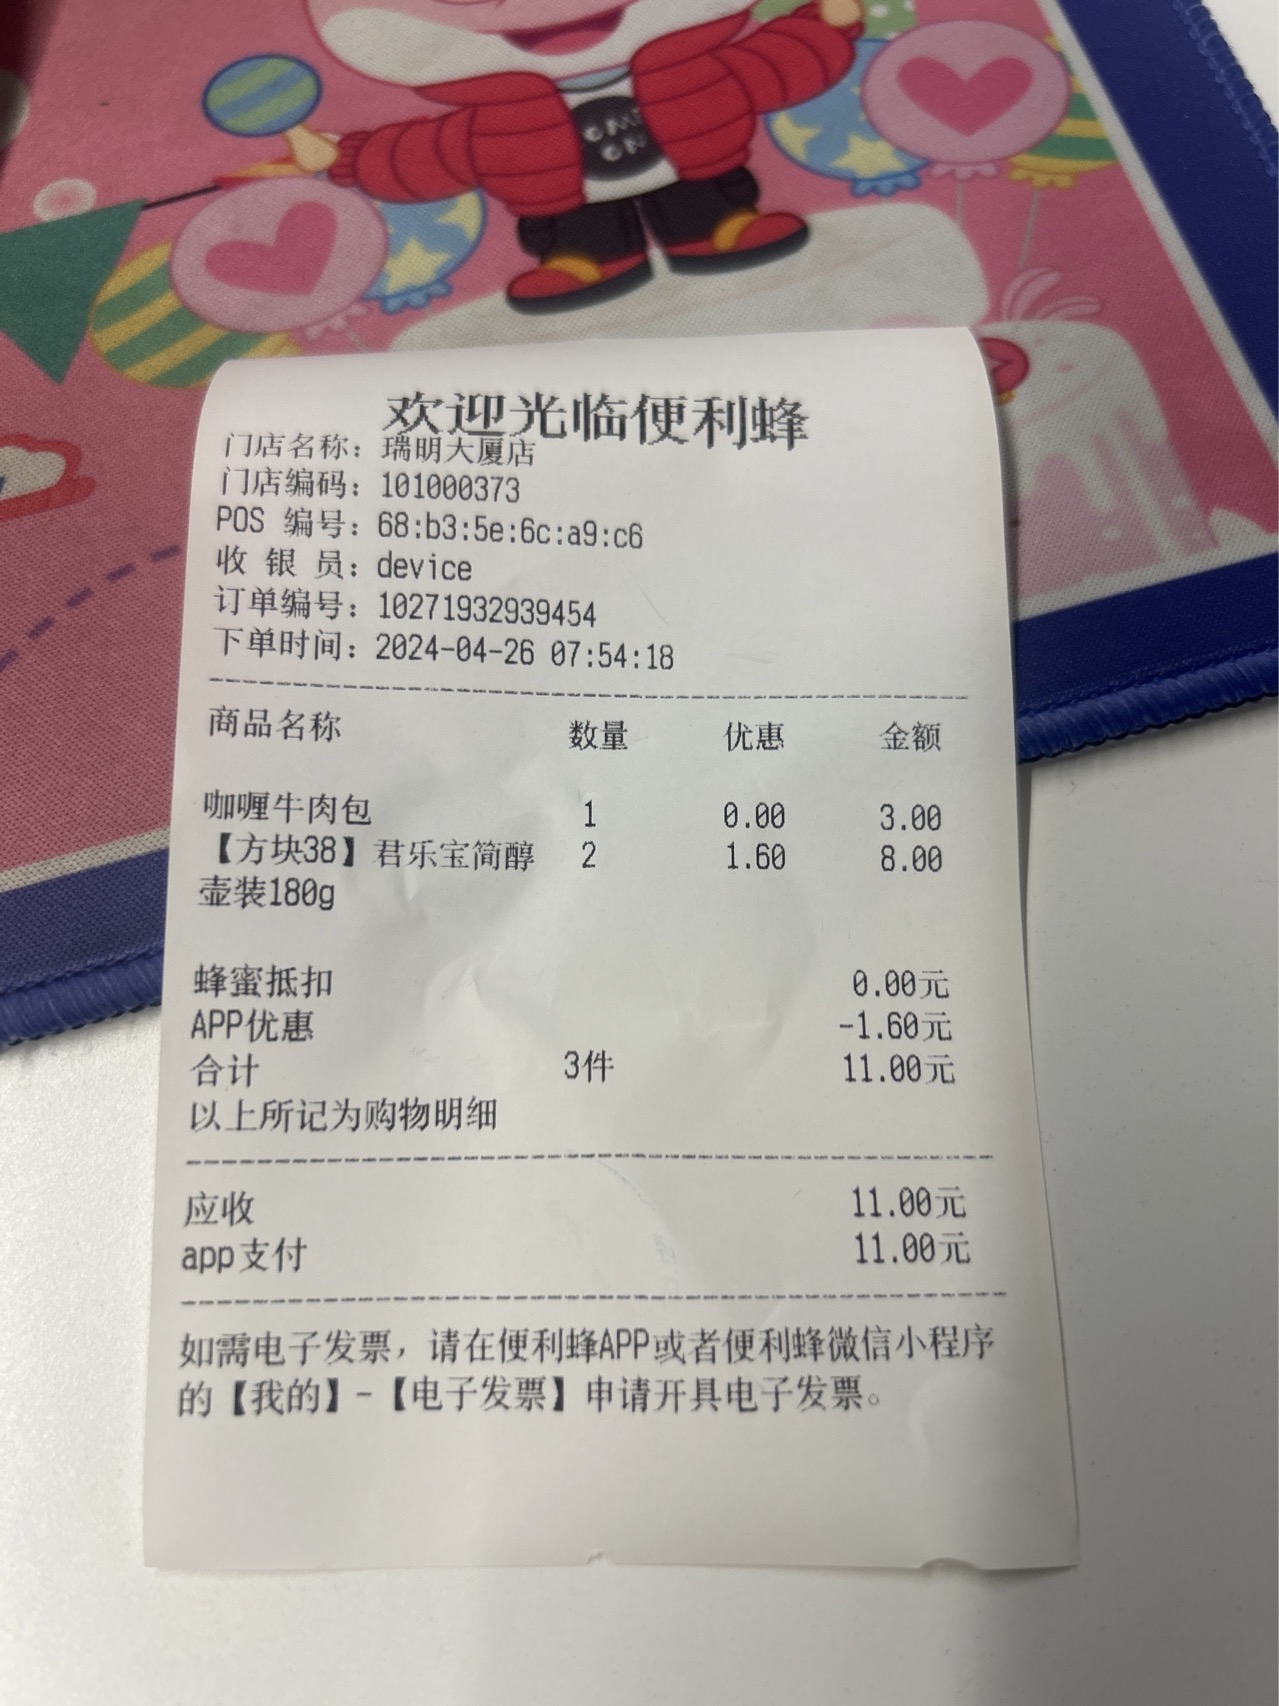 欢迎光临便利蜂
门店名称：瑞明大厦店
门店编码：101000373
POS 编号：68:b3:5e:6c:a9:c6
收 银 员：device
订单编号：10271932939454
下单时间：2024-04-26 07:54:18
商品名称 数量 优惠 金额
咖喱牛肉包 1 0.00 3.00
【方块38】君乐宝简醇 2 1.60 8.00
壶装180g
蜂蜜抵扣 0.00元
APP优惠 -1.60元
合计 3件 11.00元
以上所记为购物明细
应收 11.00元
app支付 11.00元
如需电子发票，请在便利蜂APP或者便利蜂微信小程序
的【我的】-【电子发票】申请开具电子发票。